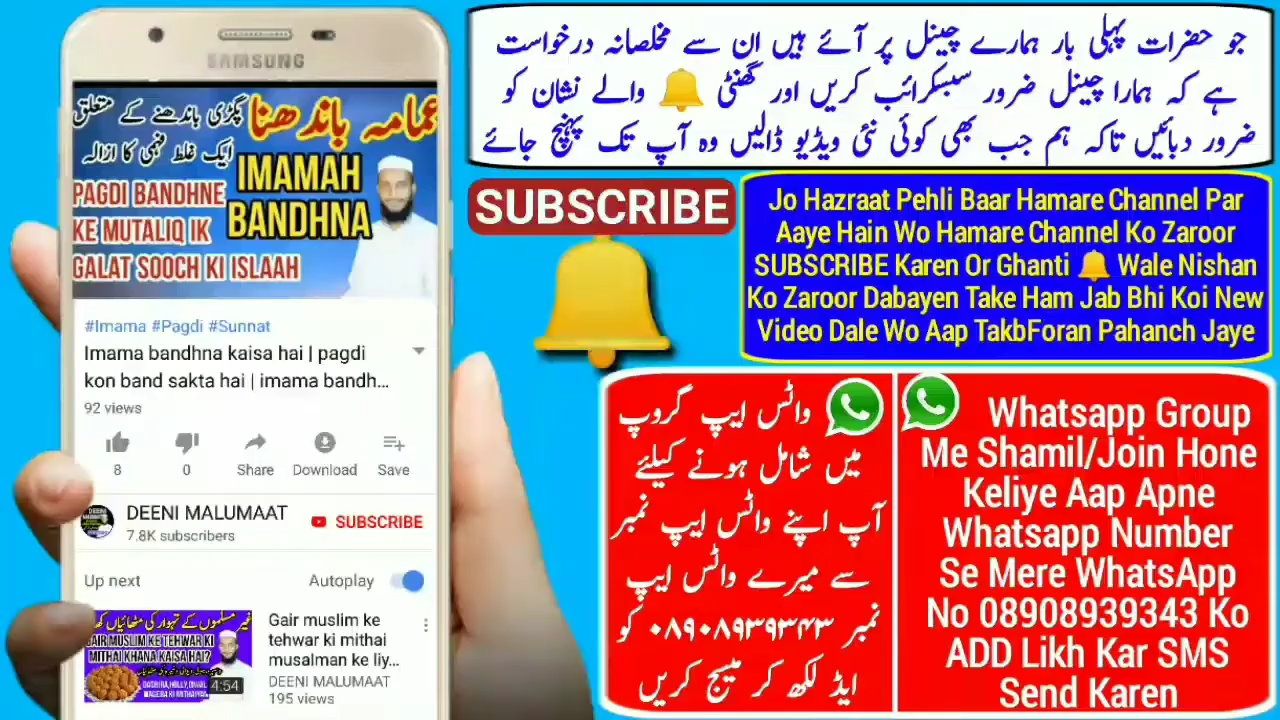 SAMSUNG
عمامہ باندھنا
پگڑی باندھنے کے متعلق
ایک غلط فہمی کا ازالہ
IMAMAH
BANDHNA
PAGDI BANDHNE
KE MUTALIQ IK
GALAT SOOCH KI ISLAAH
#Imama #Pagdi #Sunnat
Imama bandhna kaisa hai | pagdi
kon band sakta hai | imama bandh...
92 views
8
0
Share
Download
Save
DEENI MALUMAAT
7.8K subscribers
SUBSCRIBE
Up next
Autoplay
غیر مسلموں کے تہوار کی مٹھائیاں
GAIR MUSLIM KE TEHWAR KI
MITHAI KHANA KAISA HAI?
4:54
Gair muslim ke
tehwar ki mithai
musalman ke liy...
DEENI MALUMAAT
195 views
جو حضرات پہلی بار ہمارے چینل پر آئے ہیں ان سے مخلصانہ درخواست
ہے کہ ہمارا چینل ضرور سبسکرائب کریں اور گھنٹی 🔔 والے نشان کو
ضرور دبائیں تاکہ ہم جب بھی کوئی نئی ویڈیو ڈالیں وہ آپ تک پہنچ جائے
SUBSCRIBE
Jo Hazraat Pehli Baar Hamare Channel Par
Aaye Hain Wo Hamare Channel Ko Zaroor
SUBSCRIBE Karen Or Ghanti 🔔 Wale Nishan
Ko Zaroor Dabayen Take Ham Jab Bhi Koi New
Video Dale Wo Aap TakbForan Pahanch Jaye
واٹس ایپ گروپ
میں شامل ہونے کیلئے
آپ اپنے واٹس ایپ نمبر
سے میرے واٹس ایپ
نمبر ۰۸۹۰۸۹۳۹۳۴۳ کو
ایڈ لکھ کر میسج کریں
Whatsapp Group
Me Shamil/Join Hone
Keliye Aap Apne
Whatsapp Number
Se Mere WhatsApp
No 08908939343 Ko
ADD Likh Kar SMS
Send Karen